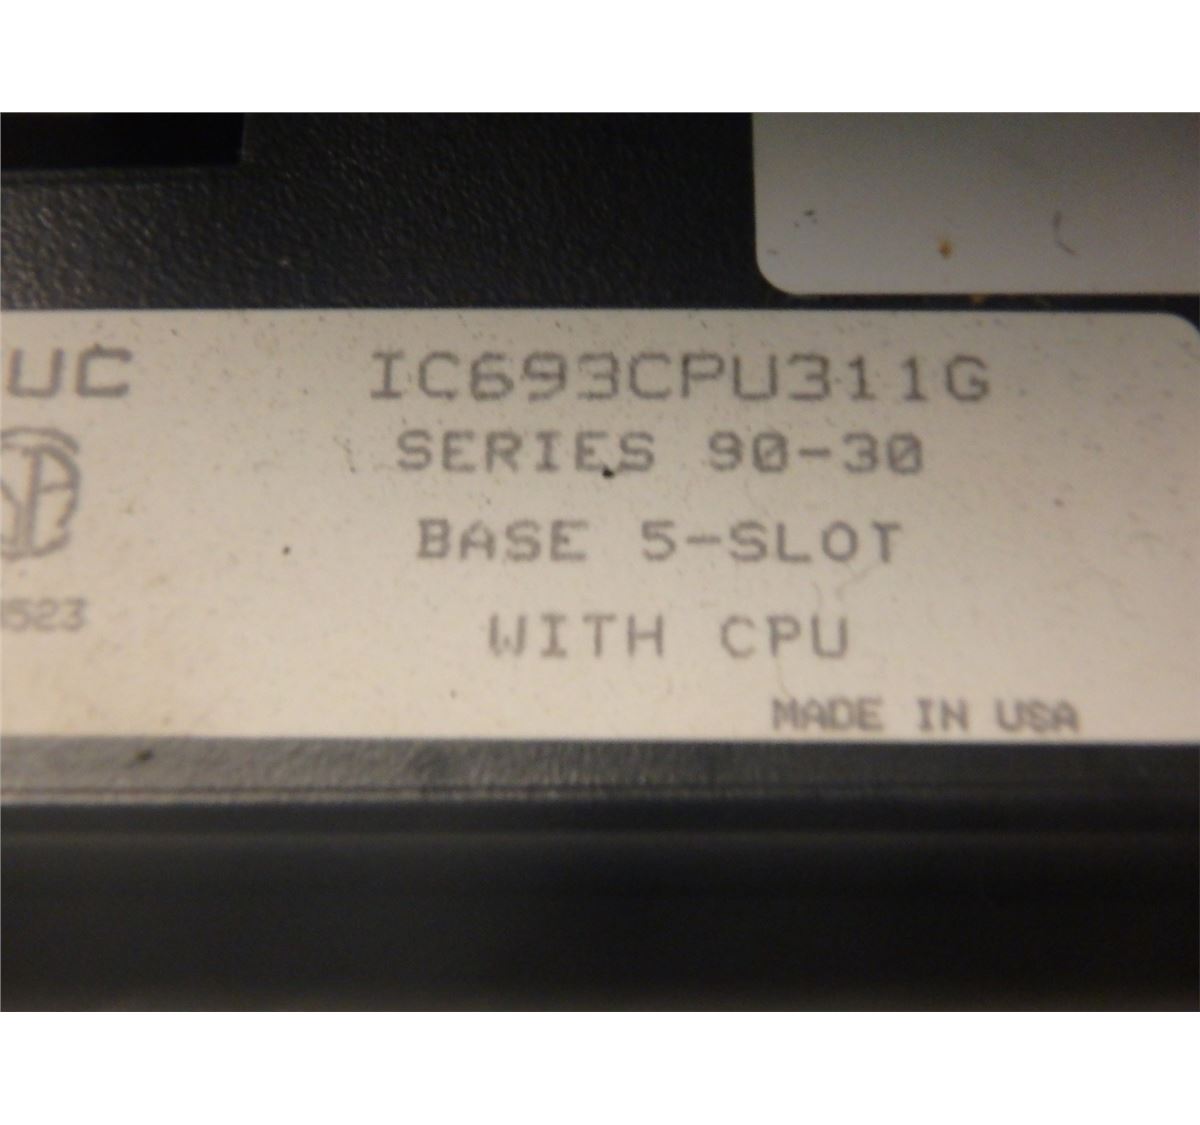 UC IC693CPU311G
SERIES 90-30
BASE 5-SLOT
523 WITH CPU
MADE IN USA